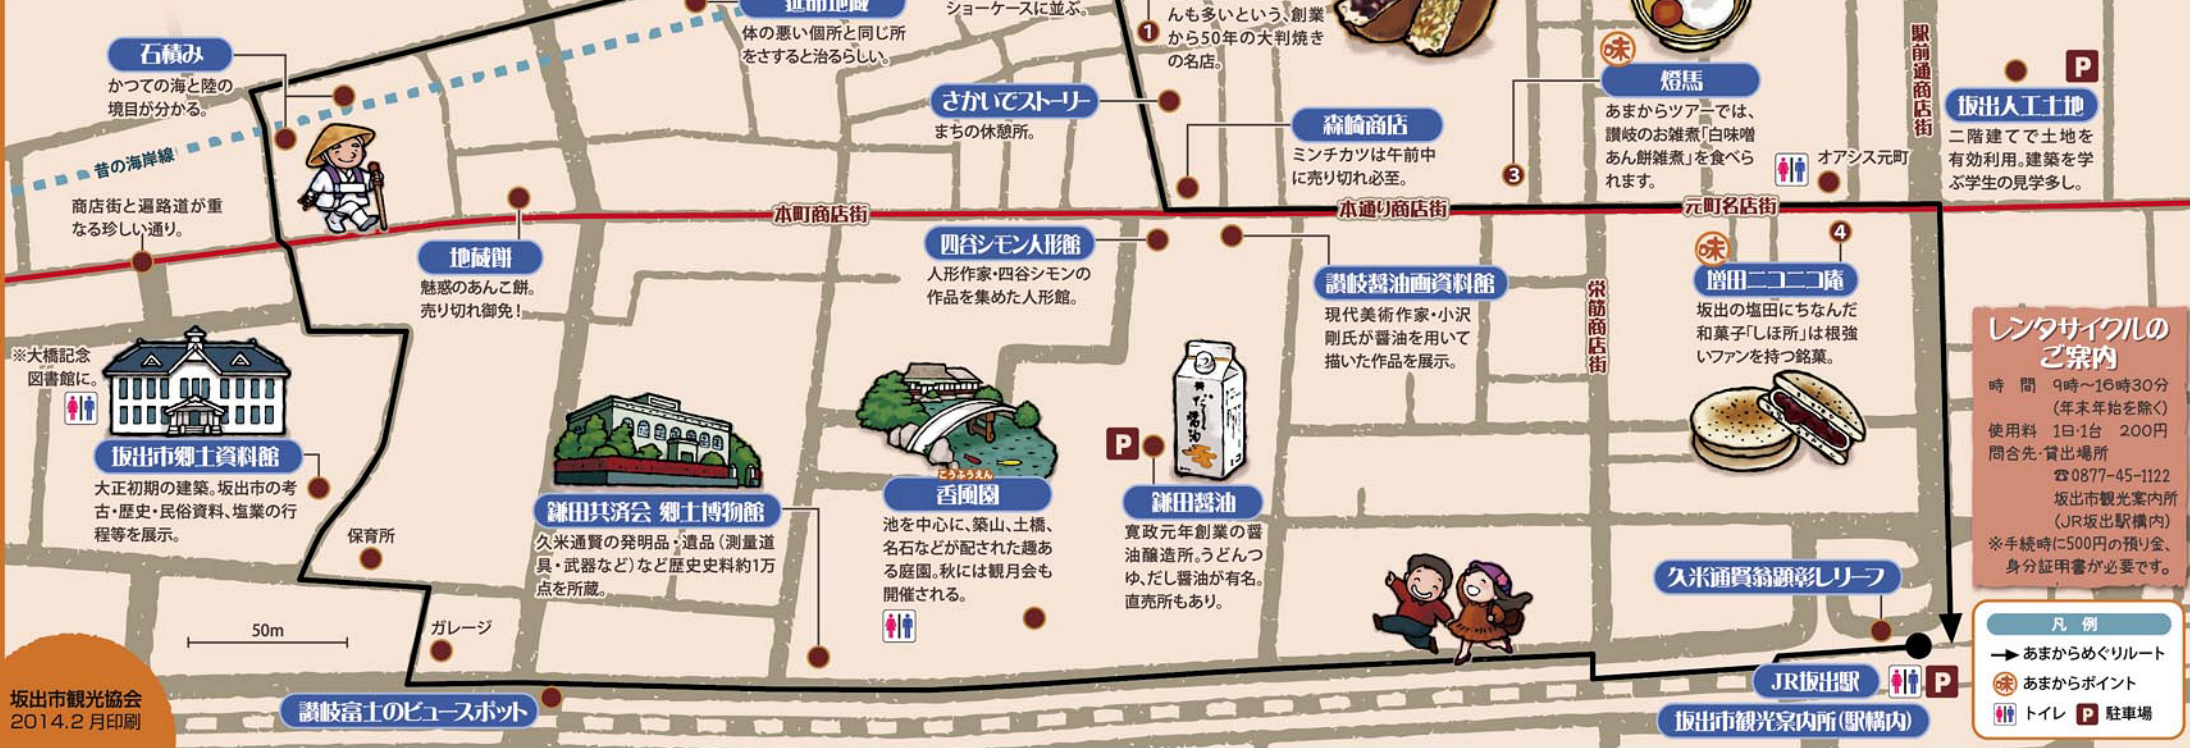 石積み
かつての海と陸の
境目が分かる。
昔の海岸線
商店街と遍路道が重
なる珍しい通り。
延命地蔵
体の悪い個所と同じ所
をさすると治るらしい。
ショーケースに並ぶ。
1
んも多いという、創業
から50年の大判焼き
の名店。
さかいでストーリー
まちの休憩所。
森崎商店
ミンチカツは午前中
に売り切れ必至。
3
味
燈馬
あまからツアーでは、
讃岐のお雑煮「白味噌
あん餅雑煮」を食べら
れます。
オアシス元町
駅前通商店街
P
坂出人工土地
二階建てで土地を
有効利用。建築を学
ぶ学生の見学多し。
本町商店街
本通り商店街
元町名店街
地蔵餅
魅惑のあんこ餅。
売り切れ御免!
四谷シモン人形館
人形作家・四谷シモンの
作品を集めた人形館。
讃岐醤油画資料館
現代美術作家・小沢
剛氏が醤油を用いて
描いた作品を展示。
栄筋商店街
4
味
増田ニコニコ庵
坂出の塩田にちなんだ
和菓子「しほ所」は根強
いファンを持つ銘菓。
※大橋記念
図書館に。
坂出市郷土資料館
大正初期の建築。坂出市の考
古・歴史・民俗資料、塩業の行
程等を展示。
保育所
鎌田共済会 郷土博物館
久米通賢の発明品・遺品(測量道
具・武器など)など歴史史料約1万
点を所蔵。
こうふうえん
香風園
池を中心に、築山、土橋、
名石などが配された趣あ
る庭園。秋には観月会も
開催される。
P
だし醤油
鎌田醤油
寛政元年創業の醤
油醸造所。うどんつ
ゆ、だし醤油が有名。
直売所もあり。
久米通賢翁顕彰レリーフ
レンタサイクルの
ご案内
時 間 9時~16時30分
(年末年始を除く)
使用料 1日・1台 200円
問合先・貸出場所
☎0877-45-1122
坂出市観光案内所
(JR坂出駅構内)
※手続時に500円の預り金、
身分証明書が必要です。
50m
ガレージ
讃岐富士のビュースポット
JR坂出駅
P
坂出市観光案内所(駅構内)
坂出市観光協会
2014.2月印刷
凡 例
あまからめぐりルート
味 あまからポイント
トイレ P 駐車場